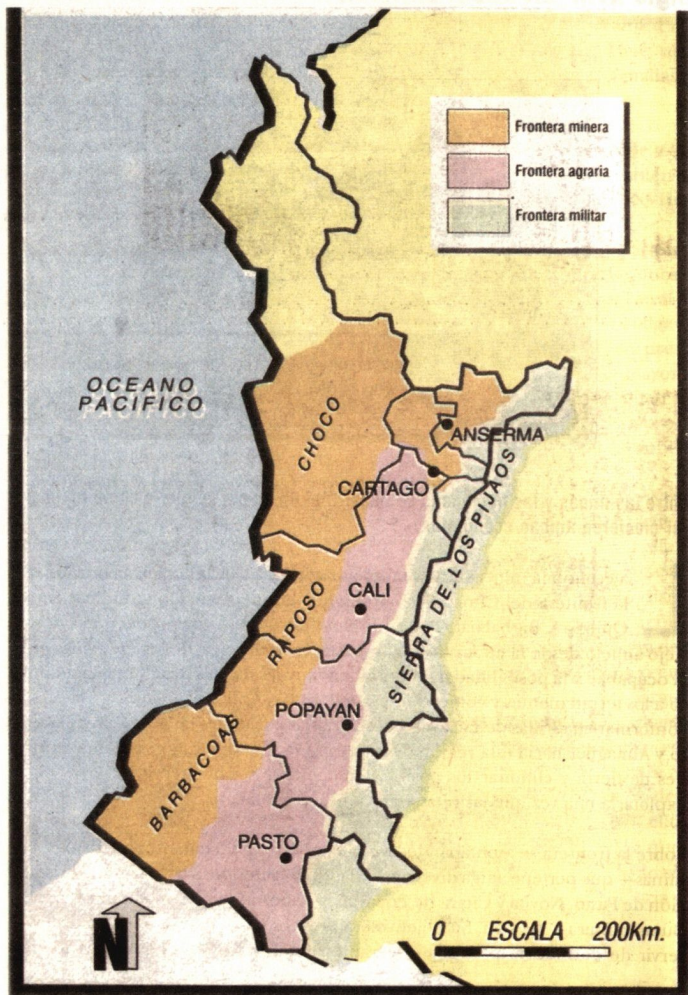 Frontera minera
Frontera agraria
Frontera militar
OCEANO
PACIFICO
CHOCO
ANSERMA
CARTAGO
SIERRA DE LOS PIJAOS
RAPOSO
CALI
POPAYAN
BARBACOAS
PASTO
N
0 ESCALA 200Km.